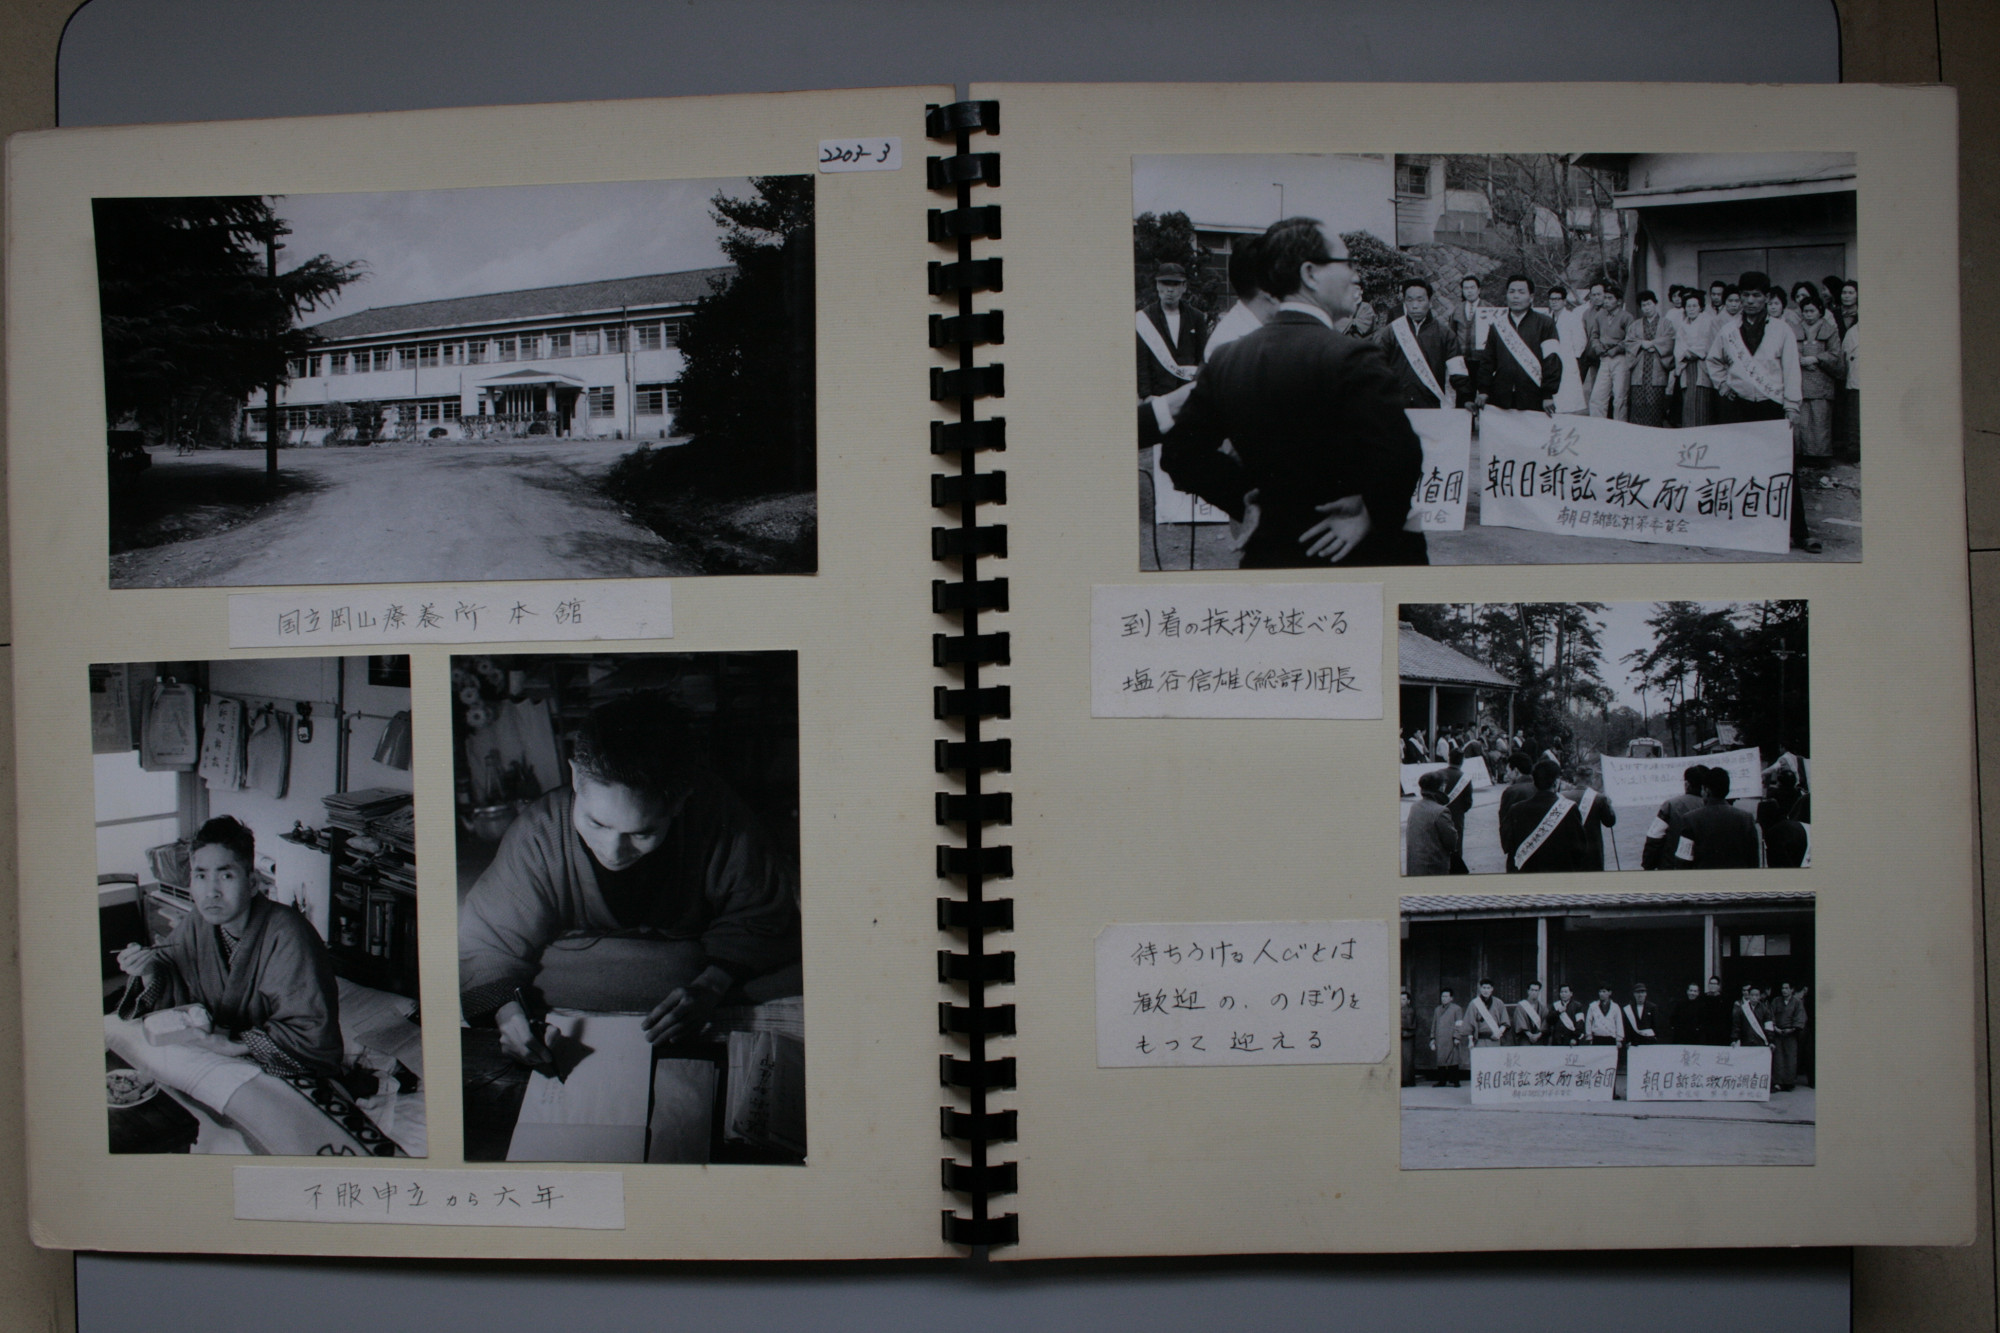 2203-3
国立岡山療養所 本館
不服申立から六年
歓 迎
朝日訴訟激励調査団
朝日訴訟対策委員会
査団
到着の挨拶を述べる
塩谷信雄(総評)団長
待ちうける人びとは
歓迎の、のぼりを
もって迎える
歓 迎
朝日訴訟激励調査団
歓 迎
朝日訴訟激励調査団